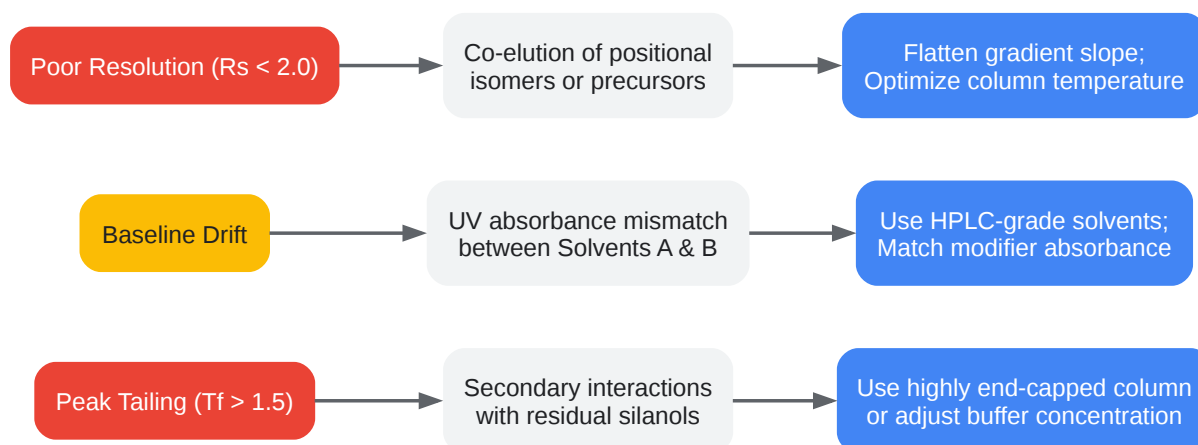 Poor Resolution (Rs < 2.0)
Co-elution of positional
isomers or precursors
Flatten gradient slope;
Optimize column temperature
Baseline Drift
UV absorbance mismatch
between Solvents A & B
Use HPLC-grade solvents;
Match modifier absorbance
Peak Tailing (Tf > 1.5)
Secondary interactions
with residual silanols
Use highly end-capped column
or adjust buffer concentration